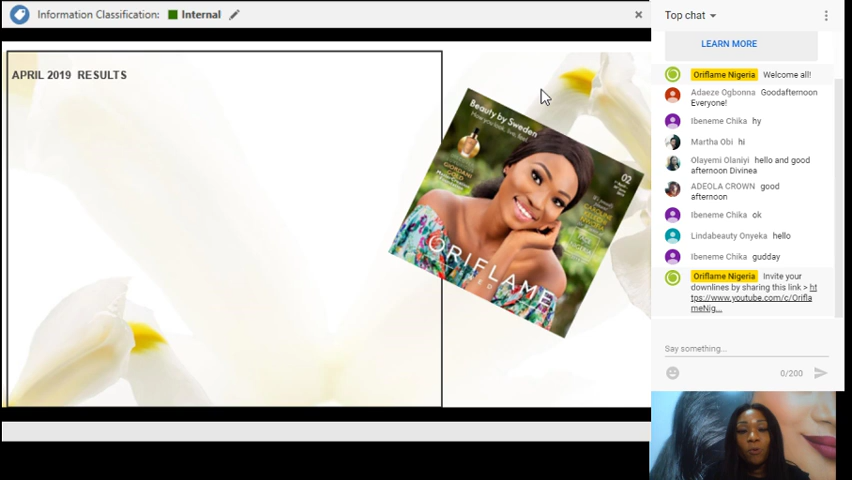 Information Classification: Internal
APRIL 2019 RESULTS
Beauty by Sweden
02
GIORDANI
GOLD
ORIFLAME
Top chat
LEARN MORE
Oriflame Nigeria Welcome all!
Adaeze Ogbonna Goodafternoon
Everyone!
Ibeneme Chika hy
Martha Obi hi
Olayemi Olaniyi hello and good
afternoon Divinea
ADEOLA CROWN good
afternoon
Ibeneme Chika ok
Lindabeauty Onyeka hello
Ibeneme Chika gudday
Oriflame Nigeria Invite your
downlines by sharing this link > ht
tps://www.youtube.com/c/Orifla
meNig...
Say something...
0/200